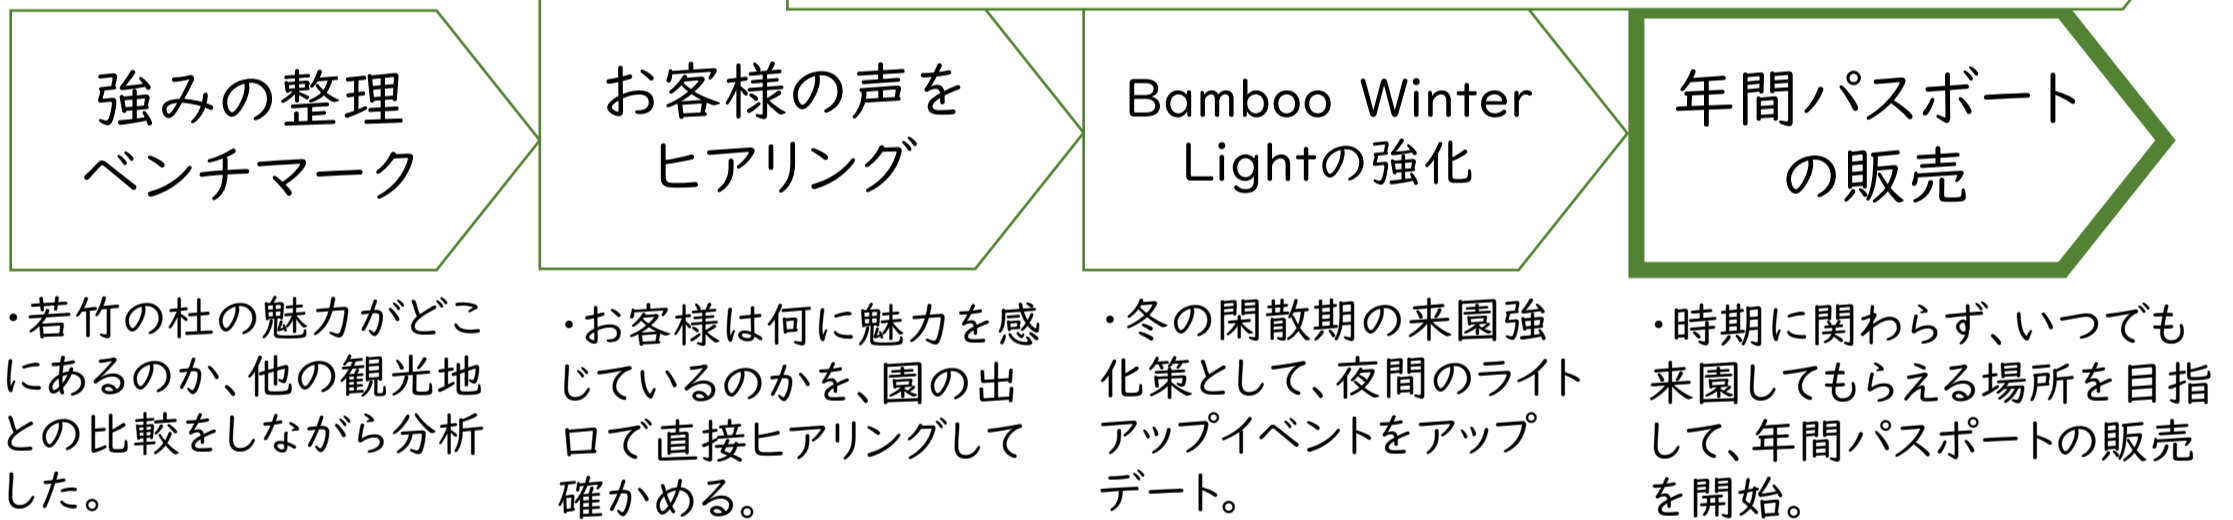 強みの整理
ベンチマーク
お客様の声を
ヒアリング
Bamboo Winter
Lightの強化
年間パスボート
の販売
・若竹の杜の魅力がどこ
にあるのか、他の観光地
との比較をしながら分析
した。
・お客様は何に魅力を感
じているのかを、園の出
口で直接ヒアリングして
確かめる。
・冬の閑散期の来園強
化策として、夜間のライト
アップイベントをアップ
デート。
・時期に関わらず、いつでも
来園してもらえる場所を目指
して、年間パスポートの販売
を開始。